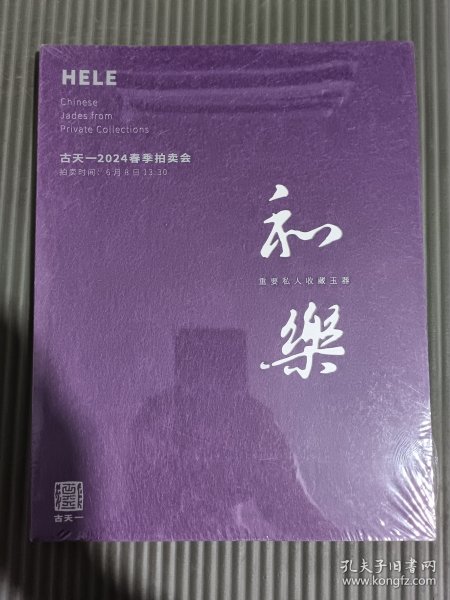 HELE
Chinese
Jades from
Private Collections
古天一2024春季拍卖会
拍卖时间：6月8日13:30
和
重要私人收藏玉器
樂
古天一
孔夫子旧书网
www.kongfz.com